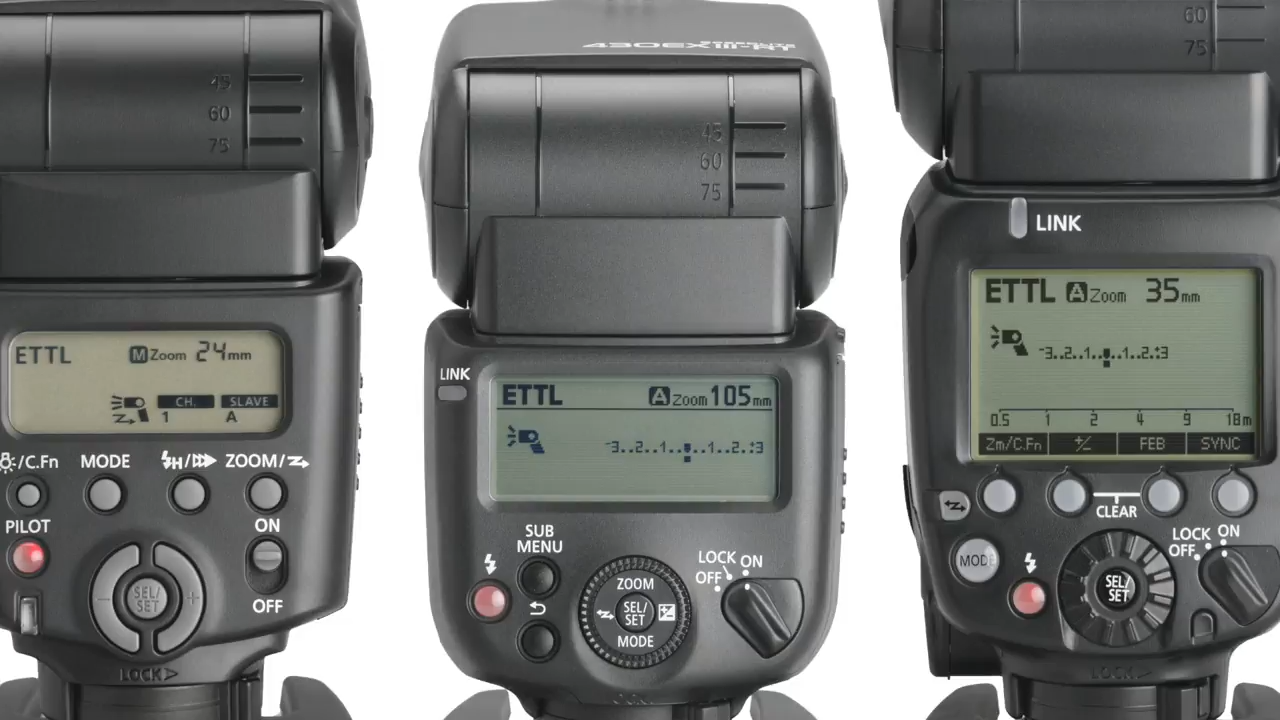 45
60
75
ETTL M Zoom 24mm
CH. SLAVE
1 A
/C.Fn MODE H/ ZOOM/
PILOT
ON
SEL/
SET
OFF
LOCK
SPEEDLITE
430EX III-RT
45
60
75
LINK
ETTL A Zoom 105mm
-3..2..1..▪..1..2.:+3
SUB
MENU
LOCK ON
OFF
ZOOM
SEL/
SET
MODE
LOCK
60
75
LINK
ETTL A Zoom 35mm
-3..2..1..▪..1..2.:+3
0.5 1 2 4 9 18m
Zm/C.Fn +/- FEB SYNC
CLEAR
MODE
LOCK ON
OFF
SEL/
SET
LOCK